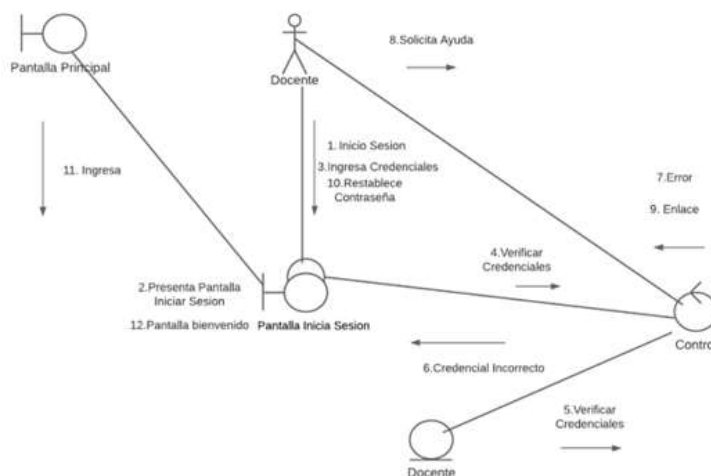 8.Solicita Ayuda
Pantalla Principal
Docente
1. Inicio Sesion
3.Ingresa Credenciales
10.Restablece
Contraseña
11. Ingresa
7.Error
9. Enlace
4.Verificar
Credenciales
2.Presenta Pantalla
Iniciar Sesion
12.Pantalla bienvenido
Pantalla Inicia Sesion
Contro
6.Credencial Incorrecto
5.Verificar
Credenciales
Docente